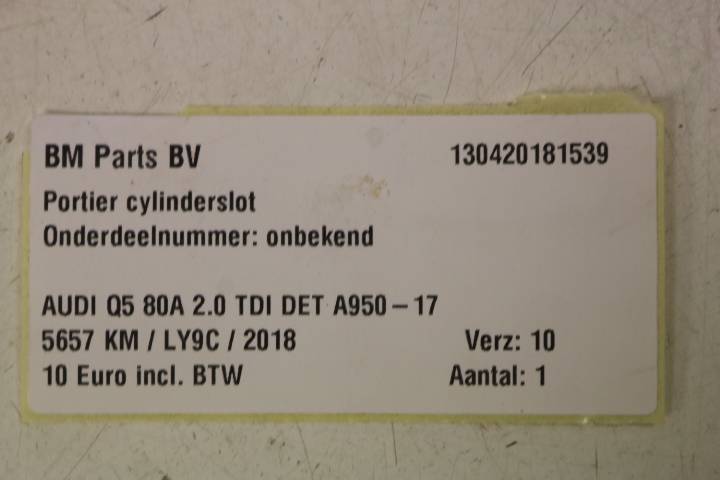 BM Parts BV 130420181539
Portier cylinderslot
Onderdeelnummer: onbekend
AUDI Q5 80A 2.0 TDI DET A950-17
5657 KM / LY9C / 2018 Verz: 10
10 Euro incl. BTW Aantal: 1